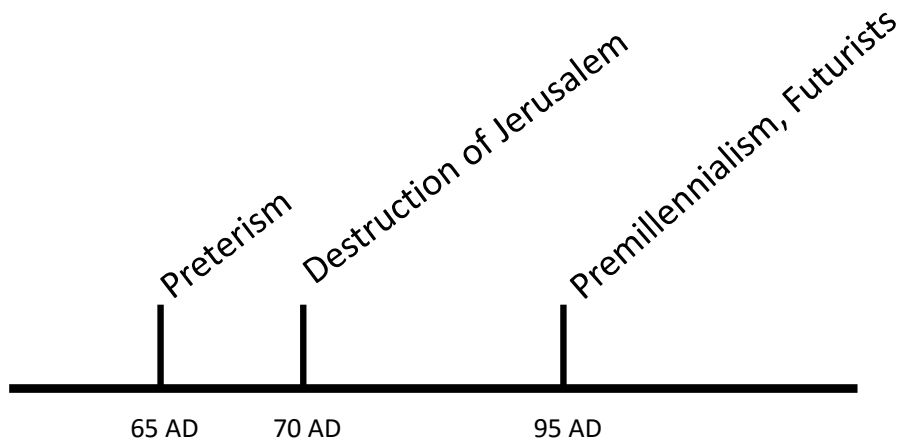 Preterism
Destruction of Jerusalem
Premillennialism, Futurists
65 AD
70 AD
95 AD